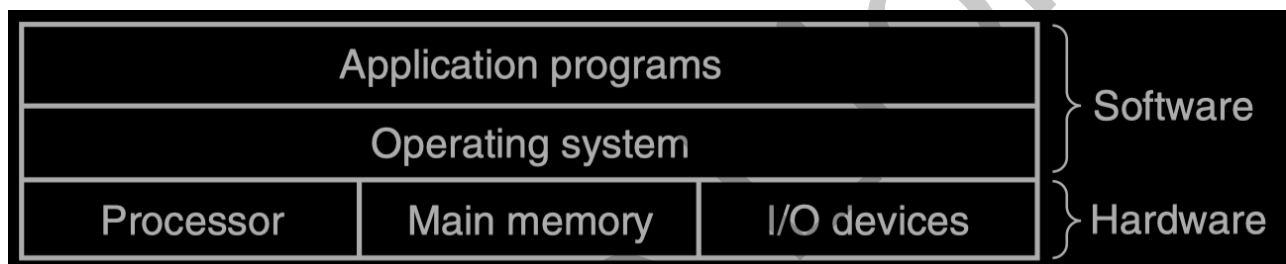 Application programs
Software
Operating system
Processor Main memory I/O devices Hardware